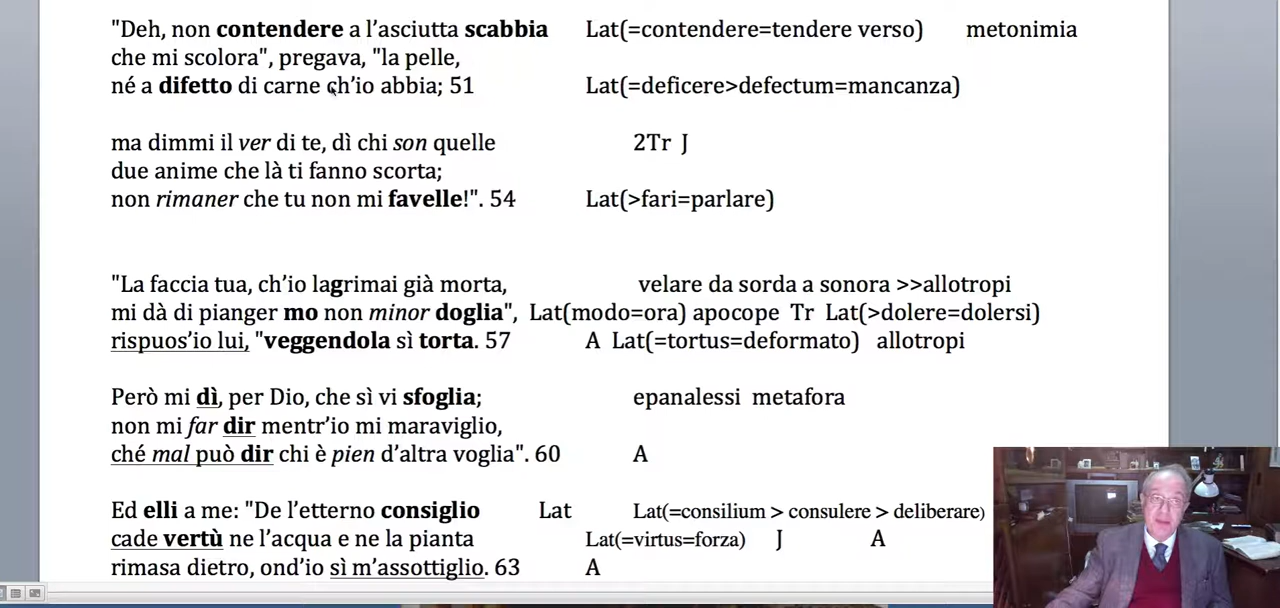 "Deh, non contendere a l’asciutta scabbia Lat(=contendere=tendere verso) metonimia
che mi scolora", pregava, "la pelle,
né a difetto di carne ch’io abbia; 51 Lat(=deficere>defectum=mancanza)
ma dimmi il ver di te, dì chi son quelle 2Tr J
due anime che là ti fanno scorta;
non rimaner che tu non mi favelle!". 54 Lat(>fari=parlare)
"La faccia tua, ch’io lagrimai già morta, velare da sorda a sonora >>allotropi
mi dà di pianger mo non minor doglia", Lat(modo=ora) apocope Tr Lat(>dolere=dolersi)
rispuos’io lui, "veggendola sì torta. 57 A Lat(=tortus=deformato) allotropi
Però mi dì, per Dio, che sì vi sfoglia; epanalessi metafora
non mi far dir mentr’io mi maraviglio,
ché mal può dir chi è pien d’altra voglia". 60 A
Ed elli a me: "De l’etterno consiglio Lat Lat(=consilium > consulere > deliberare)
cade vertù ne l’acqua e ne la pianta Lat(=virtus=forza) J A
rimasa dietro, ond’io sì m’assottiglio. 63 A